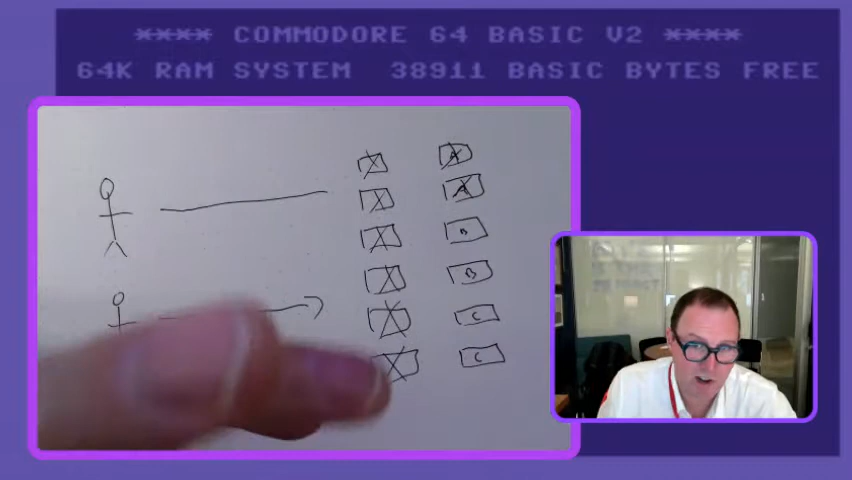 **** COMMODORE 64 BASIC V2 ****
64K RAM SYSTEM 38911 BASIC BYTES FREE
A
A
B
B
C
C